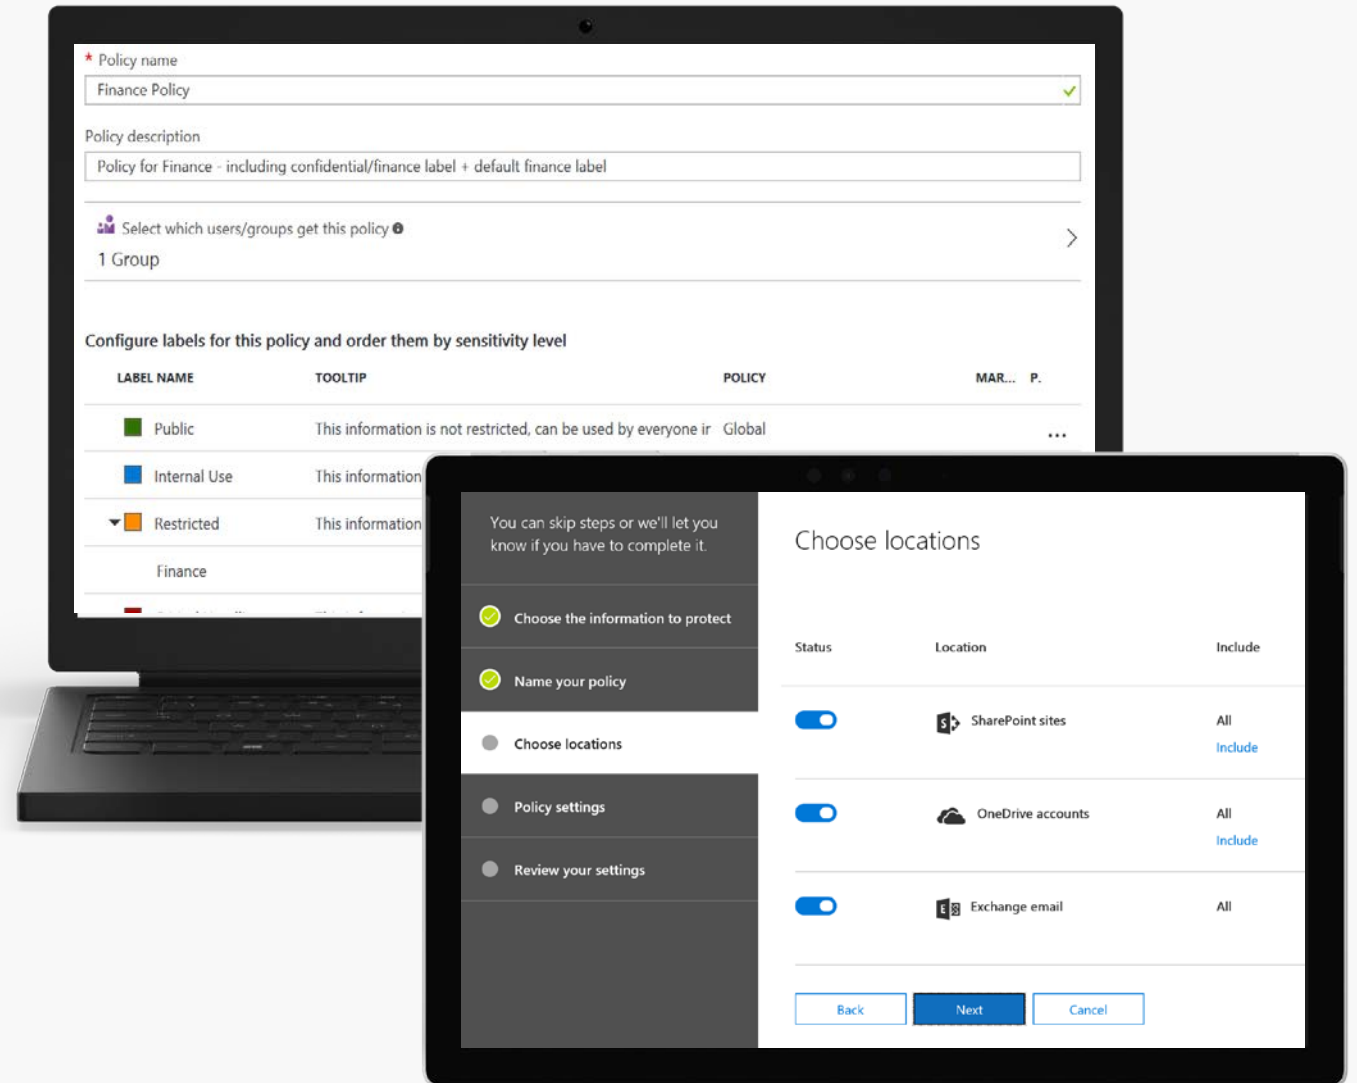 * Policy name
Finance Policy
Policy description
Policy for Finance - including confidential/finance label + default finance label
Select which users/groups get this policy
1 Group
Configure labels for this policy and order them by sensitivity level
LABEL NAME TOOLTIP POLICY MAR... P.
Public This information is not restricted, can be used by everyone ir Global ...
Internal Use This information
Restricted This information
Finance
You can skip steps or we'll let you
know if you have to complete it.
Choose the information to protect
Name your policy
Choose locations
Policy settings
Review your settings
Choose locations
Status Location Include
SharePoint sites All
Include
OneDrive accounts All
Include
Exchange email All
Back Next Cancel